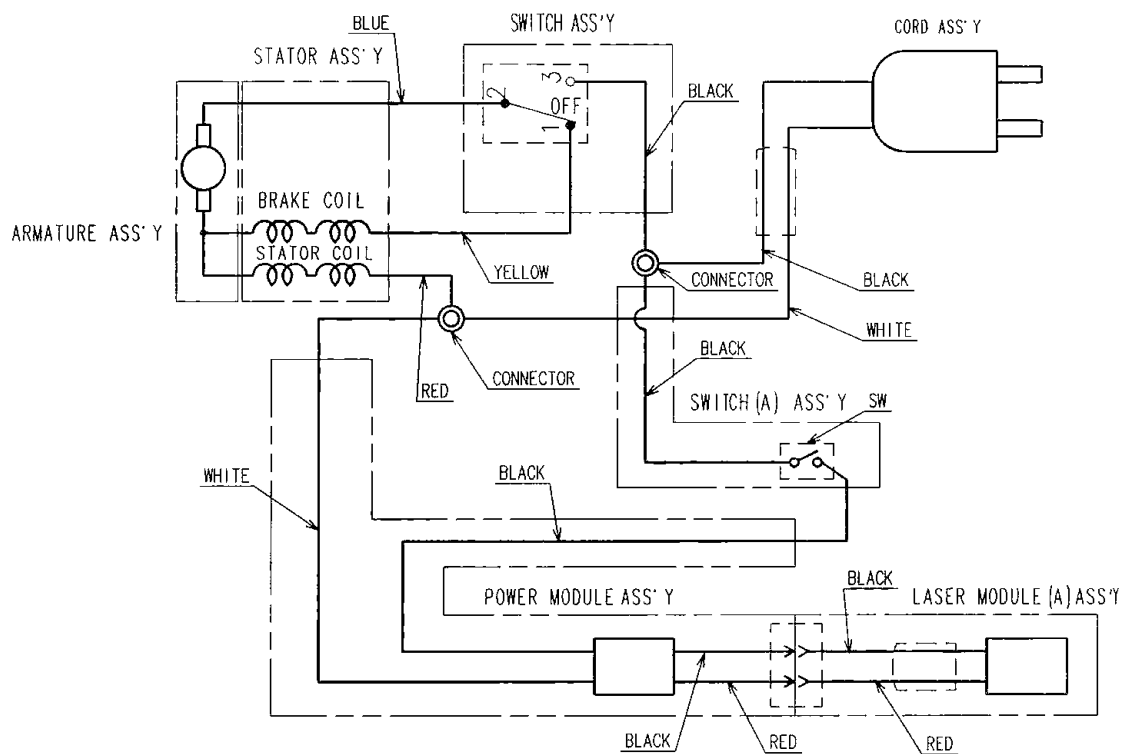 BLUE
SWITCH ASS'Y
CORD ASS'Y
STATOR ASS'Y
3
2
OFF
1
BLACK
BRAKE COIL
ARMATURE ASS'Y
STATOR COIL
YELLOW
CONNECTOR
BLACK
WHITE
BLACK
RED
CONNECTOR
SWITCH (A) ASS'Y
SW
WHITE
BLACK
POWER MODULE ASS'Y
BLACK
LASER MODULE (A) ASS'Y
BLACK
RED
RED